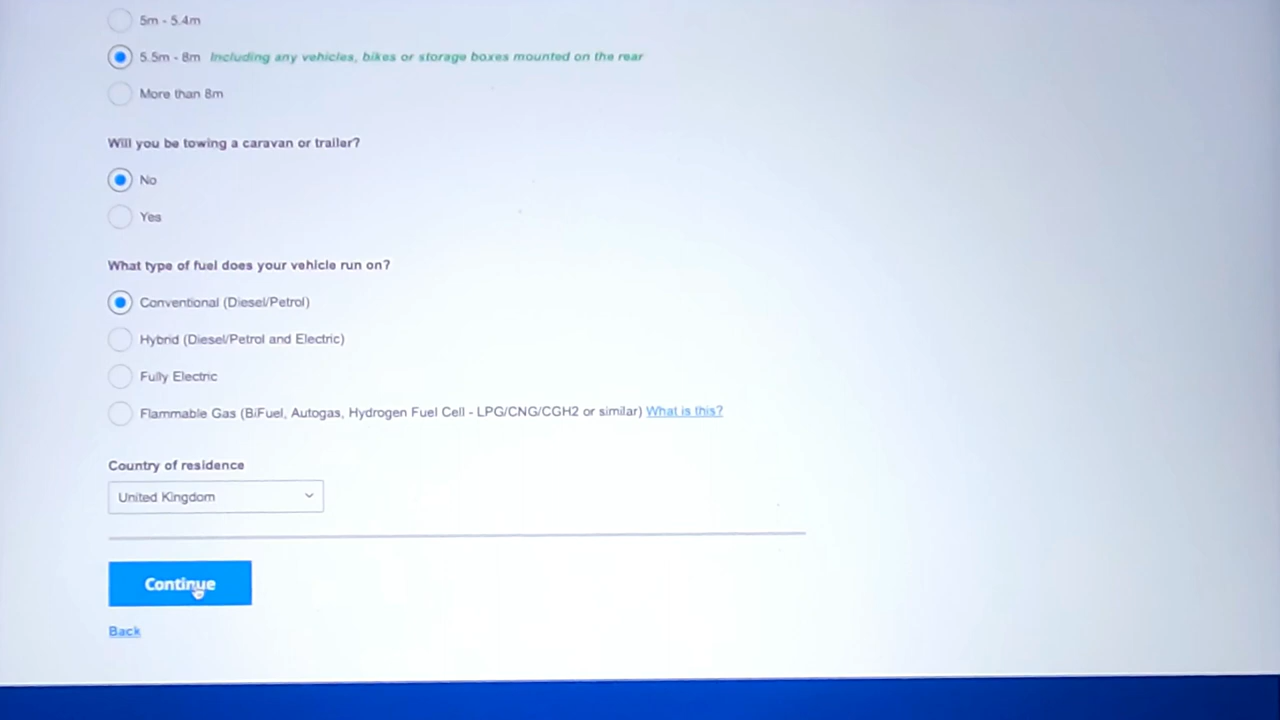 5m - 5.4m
5.5m - 8m Including any vehicles, bikes or storage boxes mounted on the rear
More than 8m
Will you be towing a caravan or trailer?
No
Yes
What type of fuel does your vehicle run on?
Conventional (Diesel/Petrol)
Hybrid (Diesel/Petrol and Electric)
Fully Electric
Flammable Gas (BiFuel, Autogas, Hydrogen Fuel Cell - LPG/CNG/CGH2 or similar) What is this?
Country of residence
United Kingdom
Continue
Back